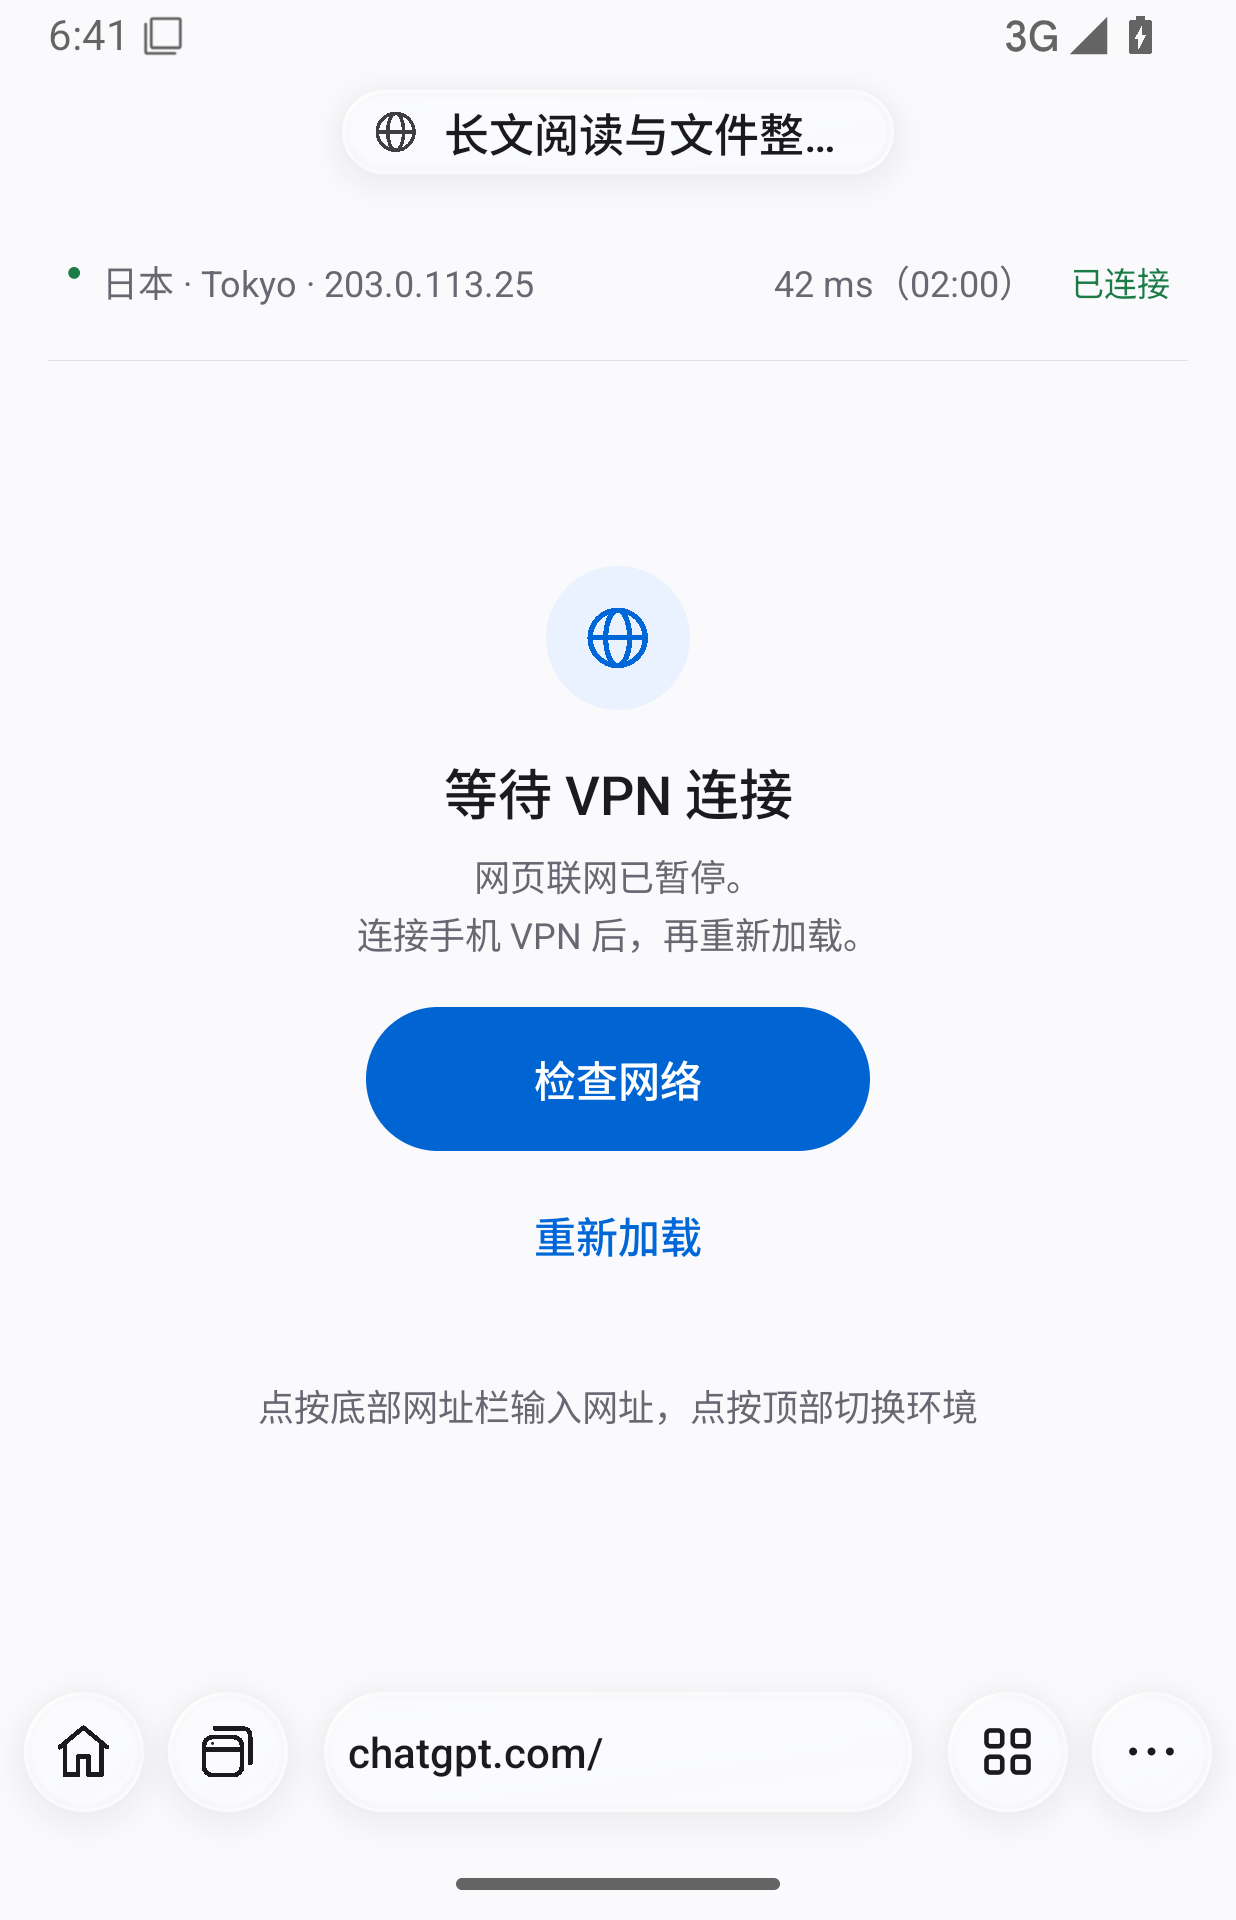 6:41
3G
长文阅读与文件整...
日本 · Tokyo · 203.0.113.25
42 ms（02:00）
已连接
等待 VPN 连接
网页联网已暂停。
连接手机 VPN 后，再重新加载。
检查网络
重新加载
点按底部网址栏输入网址，点按顶部切换环境
chatgpt.com/